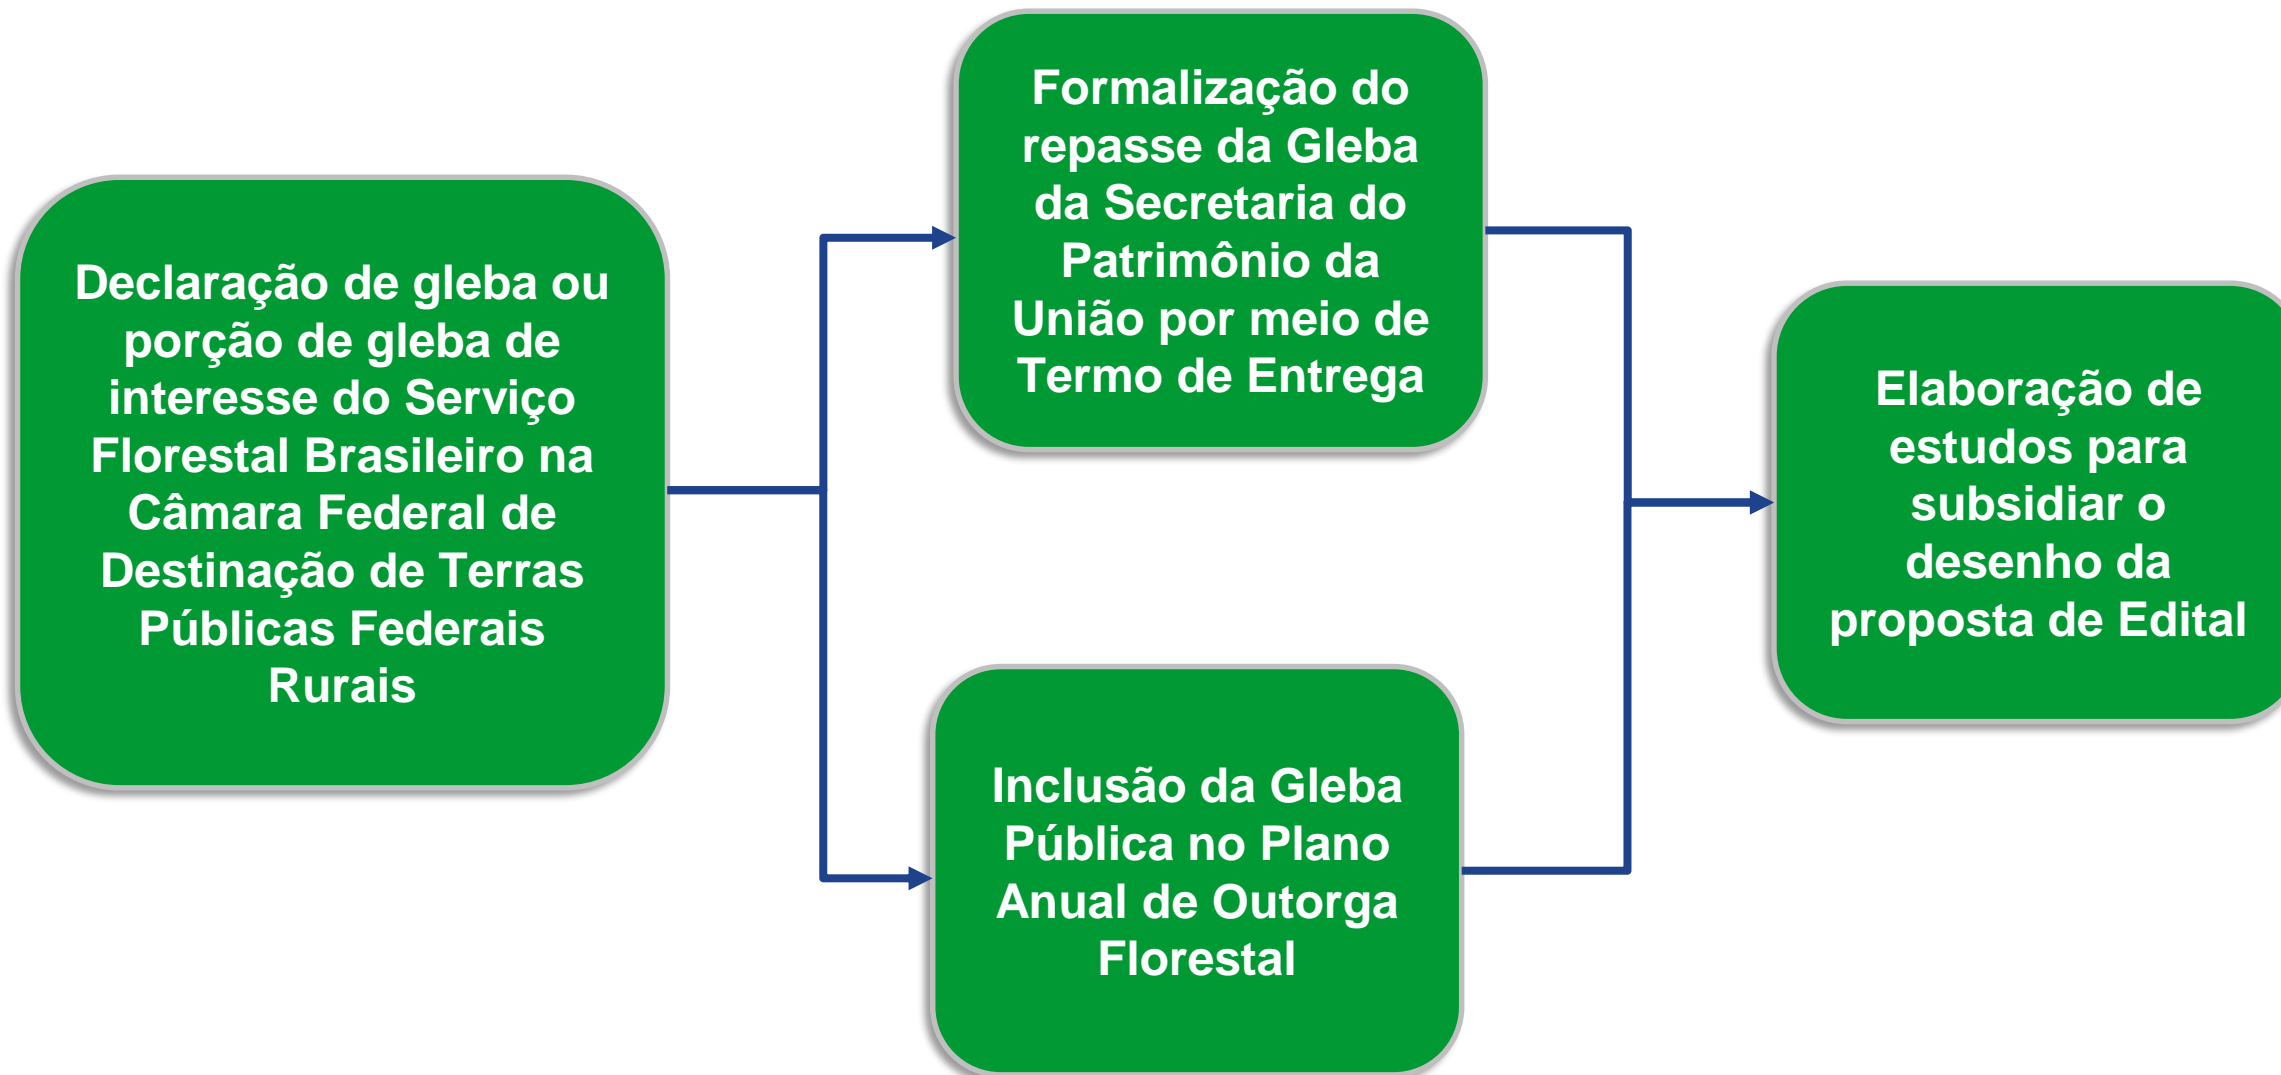 Declaração de gleba ou
porção de gleba de
interesse do Serviço
Florestal Brasileiro na
Câmara Federal de
Destinação de Terras
Públicas Federais
Rurais
Formalização do
repasse da Gleba
da Secretaria do
Patrimônio da
União por meio de
Termo de Entrega
Inclusão da Gleba
Pública no Plano
Anual de Outorga
Florestal
Elaboração de
estudos para
subsidiar o
desenho da
proposta de Edital